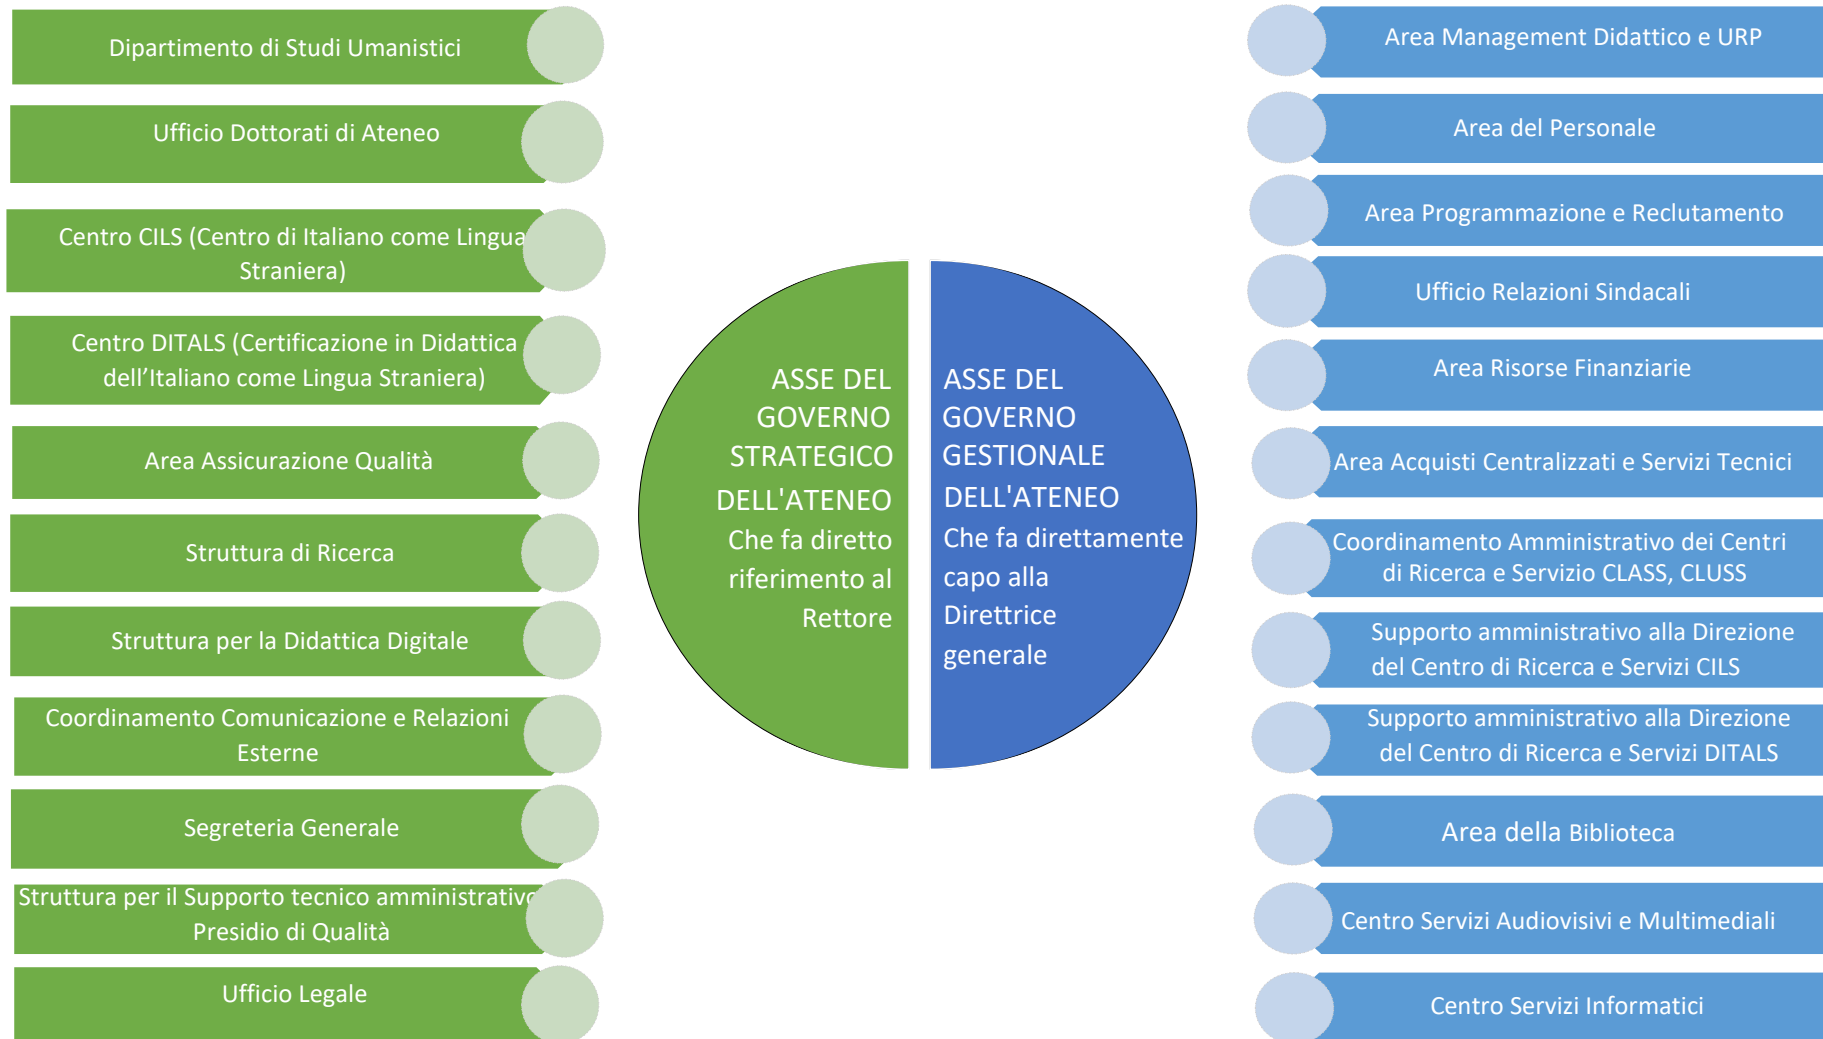 Dipartimento di Studi Umanistici
Ufficio Dottorati di Ateneo
Centro CILS (Centro di Italiano come Lingua
Straniera)
Centro DITALS (Certificazione in Didattica
dell’Italiano come Lingua Straniera)
Area Assicurazione Qualità
Struttura di Ricerca
Struttura per la Didattica Digitale
Coordinamento Comunicazione e Relazioni
Esterne
Segreteria Generale
Struttura per il Supporto tecnico amministrativo
Presidio di Qualità
Ufficio Legale
ASSE DEL
GOVERNO
STRATEGICO
DELL'ATENEO
Che fa diretto
riferimento al
Rettore
ASSE DEL
GOVERNO
GESTIONALE
DELL'ATENEO
Che fa direttamente
capo alla
Direttrice
generale
Area Management Didattico e URP
Area del Personale
Area Programmazione e Reclutamento
Ufficio Relazioni Sindacali
Area Risorse Finanziarie
Area Acquisti Centralizzati e Servizi Tecnici
Coordinamento Amministrativo dei Centri
di Ricerca e Servizio CLASS, CLUSS
Supporto amministrativo alla Direzione
del Centro di Ricerca e Servizi CILS
Supporto amministrativo alla Direzione
del Centro di Ricerca e Servizi DITALS
Area della Biblioteca
Centro Servizi Audiovisivi e Multimediali
Centro Servizi Informatici